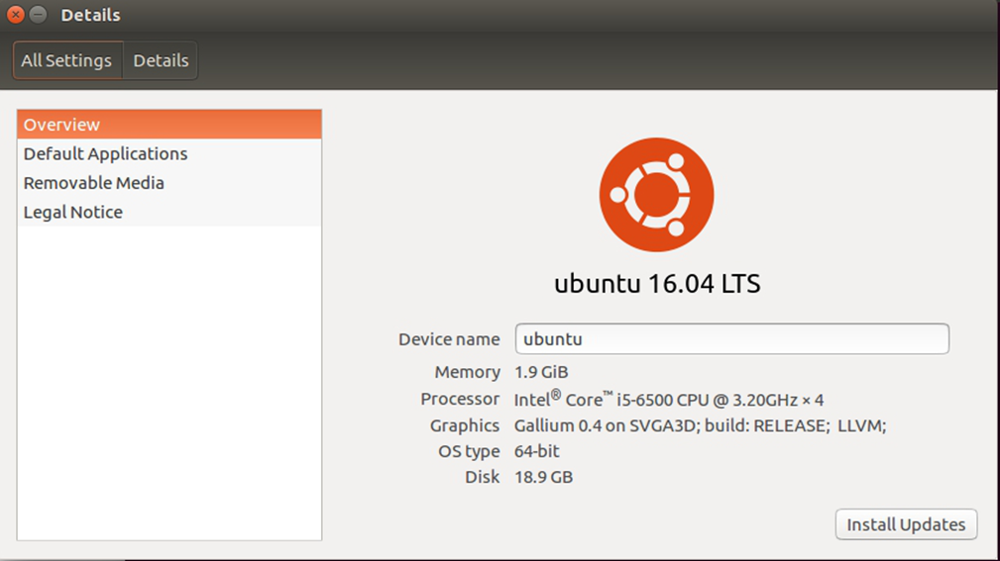 Details
All Settings Details
Overview
Default Applications
Removable Media
Legal Notice
ubuntu 16.04 LTS
Device name ubuntu
Memory 1.9 GiB
Processor Intel® Core™ i5-6500 CPU @ 3.20GHz × 4
Graphics Gallium 0.4 on SVGA3D; build: RELEASE;  LLVM;
OS type 64-bit
Disk 18.9 GB
Install Updates